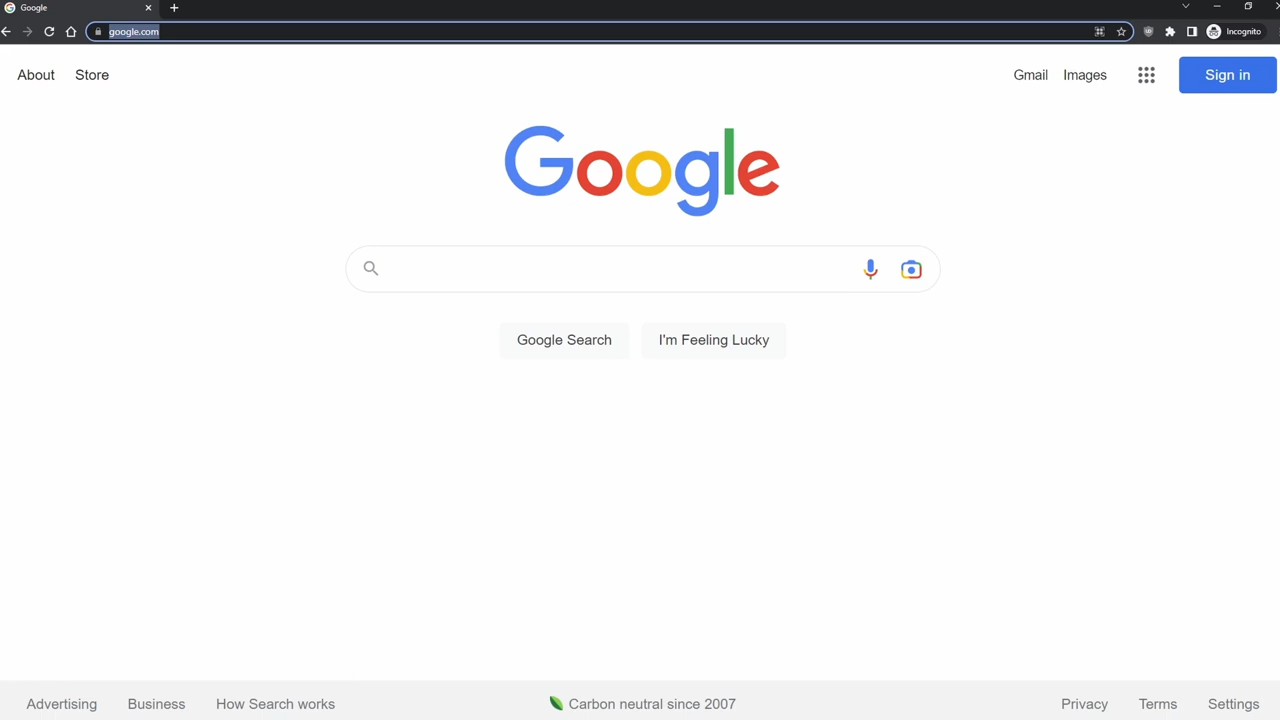 Google
google.com
Incognito
About Store
Gmail Images
Sign in
Google
Google Search
I'm Feeling Lucky
Advertising Business How Search works
Carbon neutral since 2007
Privacy Terms Settings